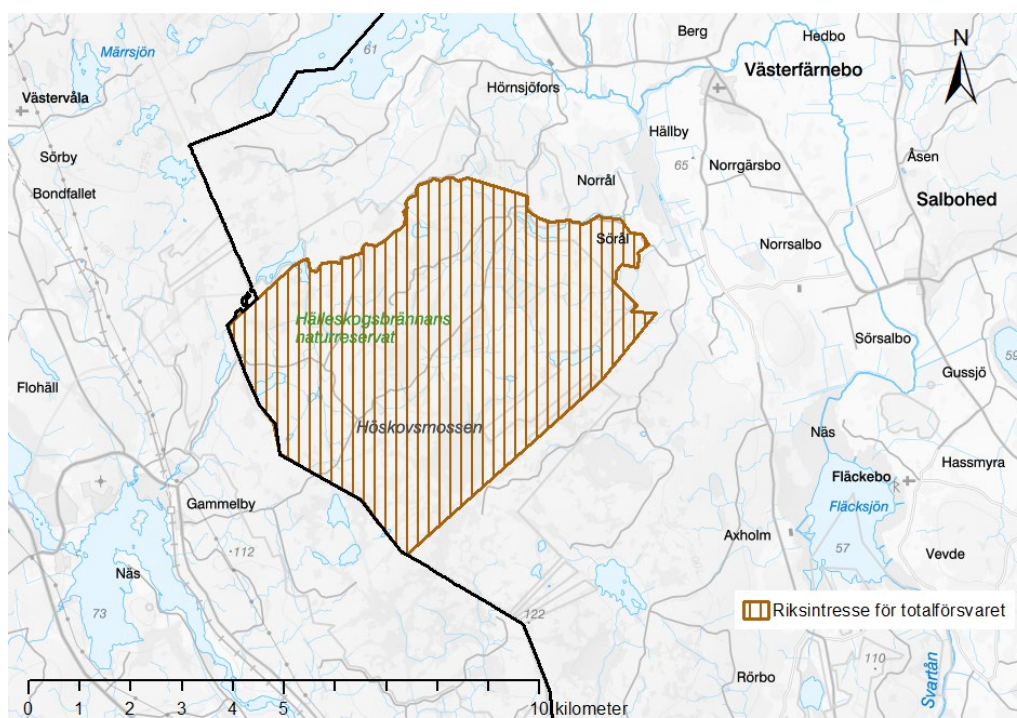 61
Berg
Hedbo
N
Märrsjön
Västerfärnebo
Hörnsjöfors
Västervåla
Hällby
Sörby
65
Norrgärsbo
Åsen
Bondfallet
Norrål
Salbohed
Sörål
Norrsalbo
Hälleskogsbrännans
naturreservat
Sörsalbo
59
Flohäll
Gussjö
Höskovsmossen
Näs
Hassmyra
Fläckebo
Gammelby
Fläcksjön
Axholm
112
57
Vevde
Näs
73
122
Riksintresse för totalförsvaret
110
Rörbo
Svartån
0 1 2 3 4 5 10 kilometer